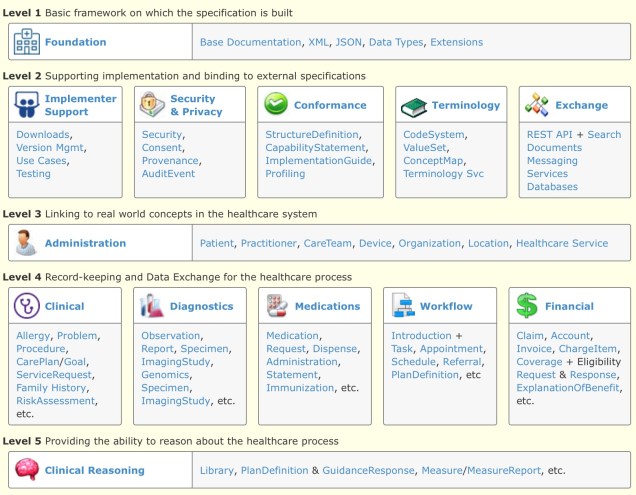 Level 1 Basic framework on which the specification is built
Foundation
Base Documentation, XML, JSON, Data Types, Extensions
Level 2 Supporting implementation and binding to external specifications
Implementer
Support
Downloads,
Version Mgmt,
Use Cases,
Testing
Security
& Privacy
Security,
Consent,
Provenance,
AuditEvent
Conformance
StructureDefinition,
CapabilityStatement,
ImplementationGuide,
Profiling
Terminology
CodeSystem,
ValueSet,
ConceptMap,
Terminology Svc
Exchange
REST API + Search
Documents
Messaging
Services
Databases
Level 3 Linking to real world concepts in the healthcare system
Administration
Patient, Practitioner, CareTeam, Device, Organization, Location, Healthcare Service
Level 4 Record-keeping and Data Exchange for the healthcare process
Clinical
Allergy, Problem,
Procedure,
CarePlan/Goal,
ServiceRequest,
Family History,
RiskAssessment,
etc.
Diagnostics
Observation,
Report, Specimen,
ImagingStudy,
Genomics,
Specimen,
ImagingStudy, etc.
Medications
Medication,
Request, Dispense,
Administration,
Statement,
Immunization, etc.
Workflow
Introduction +
Task, Appointment,
Schedule, Referral,
PlanDefinition, etc
Financial
Claim, Account,
Invoice, ChargeItem,
Coverage + Eligibility
Request & Response,
ExplanationOfBenefit,
etc.
Level 5 Providing the ability to reason about the healthcare process
Clinical Reasoning
Library, PlanDefinition & GuidanceResponse, Measure/MeasureReport, etc.